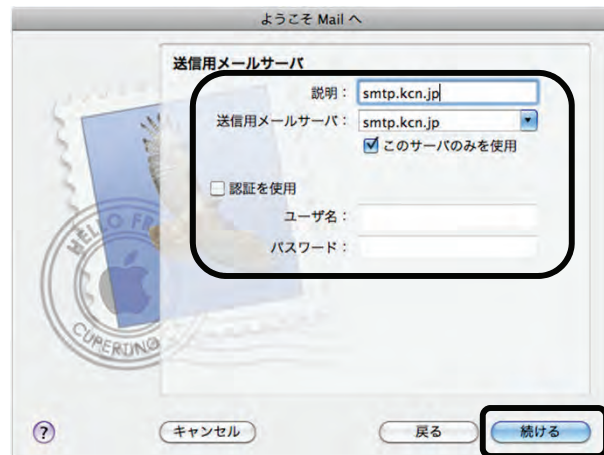 ようこそ Mail へ
送信用メールサーバ
説明： smtp.kcn.jp
送信用メールサーバ： smtp.kcn.jp
このサーバのみを使用
認証を使用
ユーザ名：
パスワード：
HELLO FR
CUPERTINO
?
キャンセル
戻る
続ける